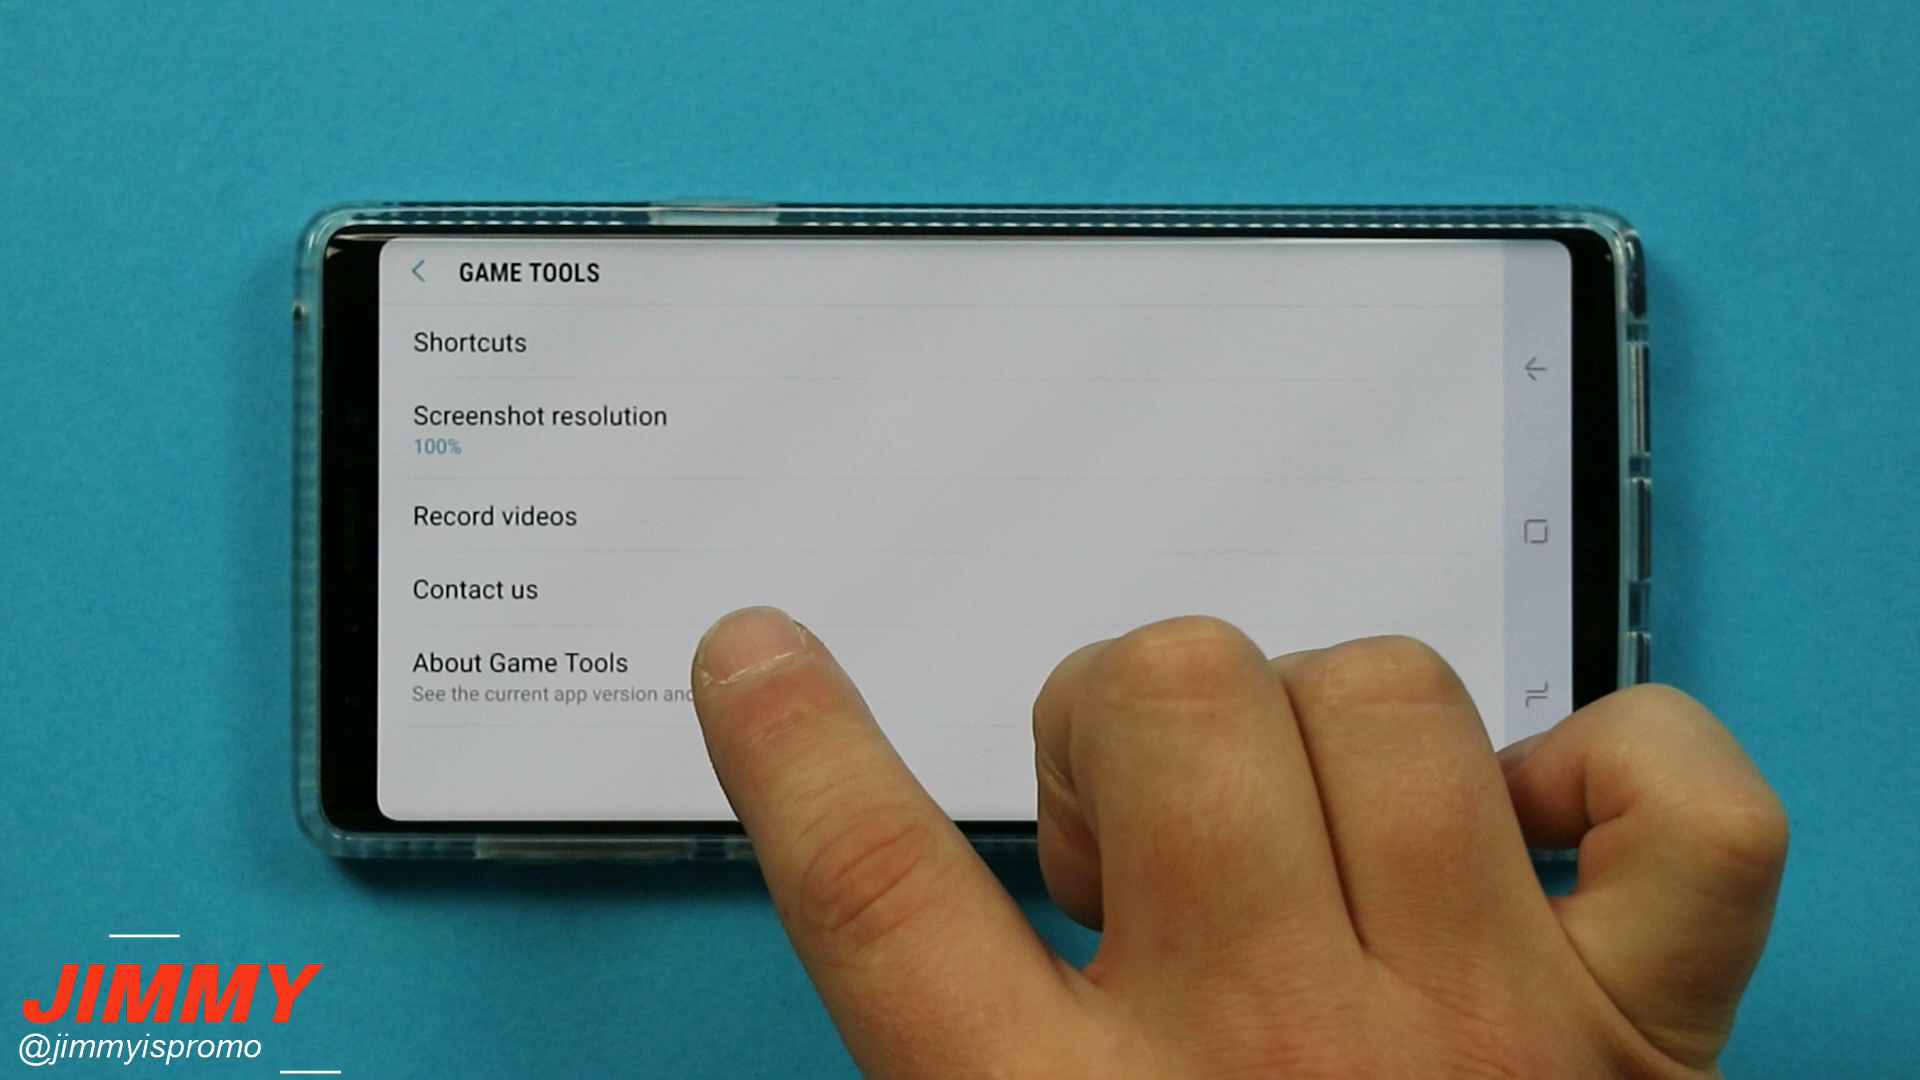 GAME TOOLS
Shortcuts
Screenshot resolution
100%
Record videos
Contact us
About Game Tools
See the current app version and
JIMMY
@jimmyispromo